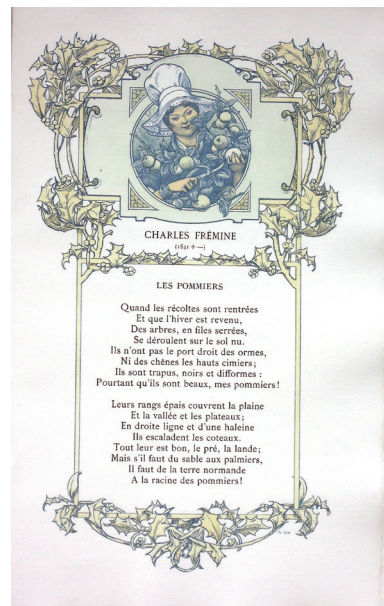 CHARLES FRÉMINE
(1841 + —)
LES POMMIERS
Quand les récoltes sont rentrées
Et que l'hiver est revenu,
Des arbres, en files serrées,
Se déroulent sur le sol nu.
Ils n'ont pas le port droit des ormes,
Ni des chênes les hauts cimiers;
Ils sont trapus, noirs et difformes :
Pourtant qu'ils sont beaux, mes pommiers!
Leurs rangs épais couvrent la plaine
Et la vallée et les plateaux;
En droite ligne et d'une haleine
Ils escaladent les coteaux.
Tout leur est bon, le pré, la lande;
Mais s'il faut du sable aux palmiers,
Il faut de la terre normande
A la racine des pommiers!